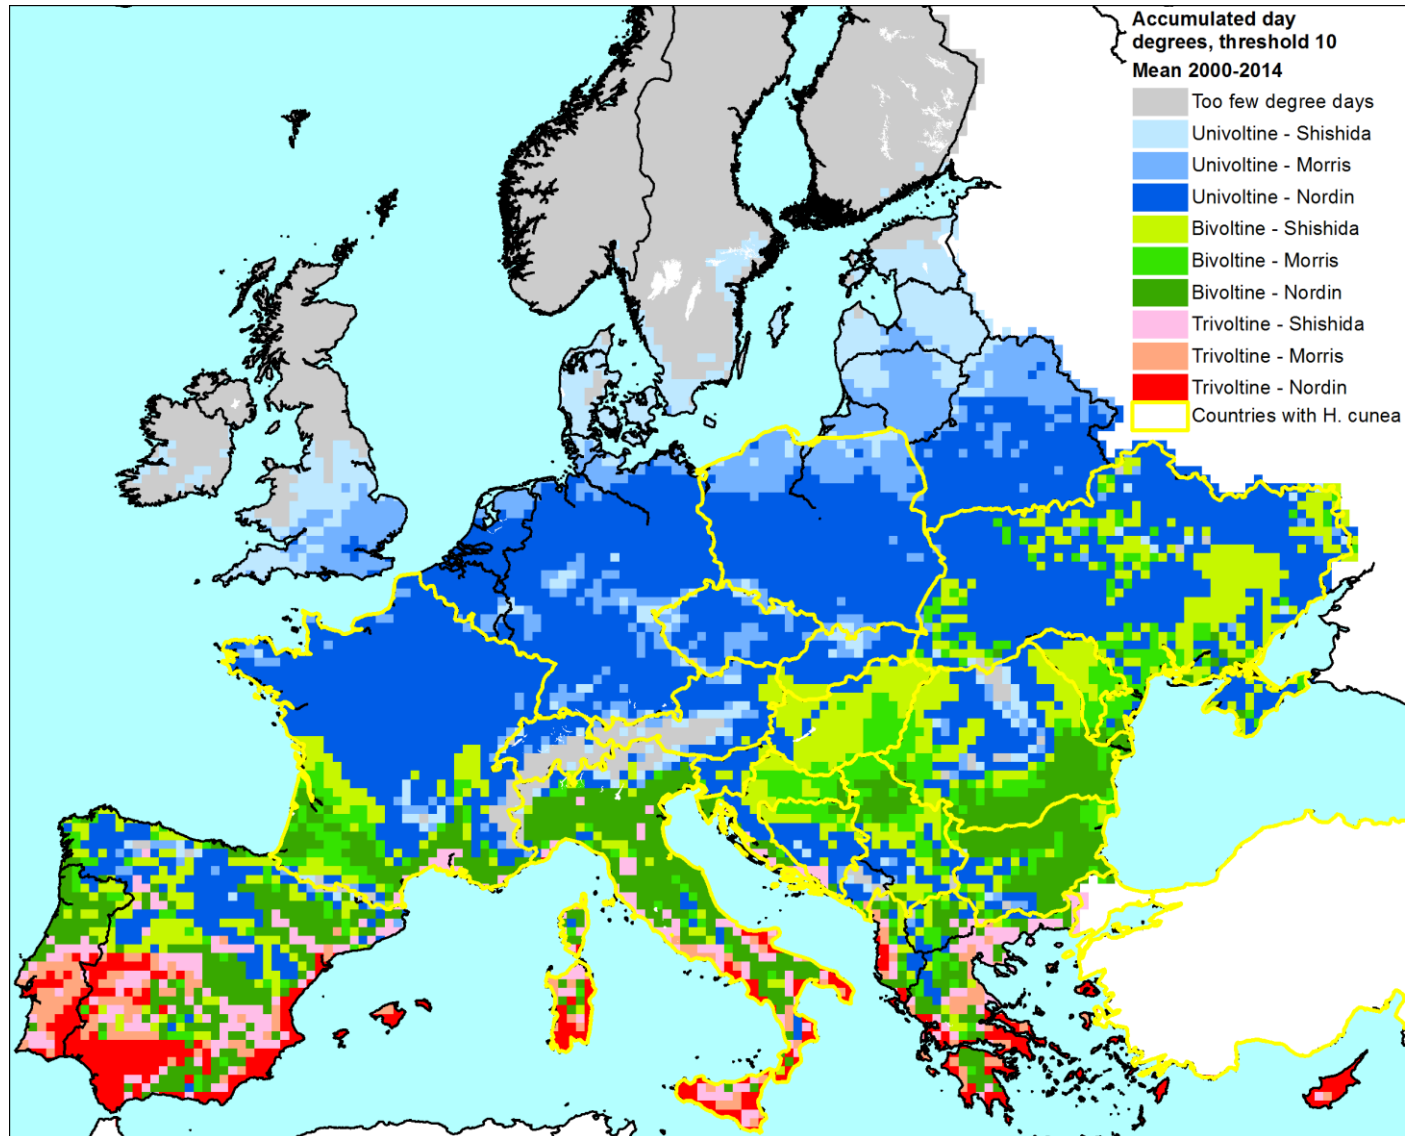 Accumulated day
degrees, threshold 10
Mean 2000-2014
Too few degree days
Univoltine - Shishida
Univoltine - Morris
Univoltine - Nordin
Bivoltine - Shishida
Bivoltine - Morris
Bivoltine - Nordin
Trivoltine - Shishida
Trivoltine - Morris
Trivoltine - Nordin
Countries with H. cunea